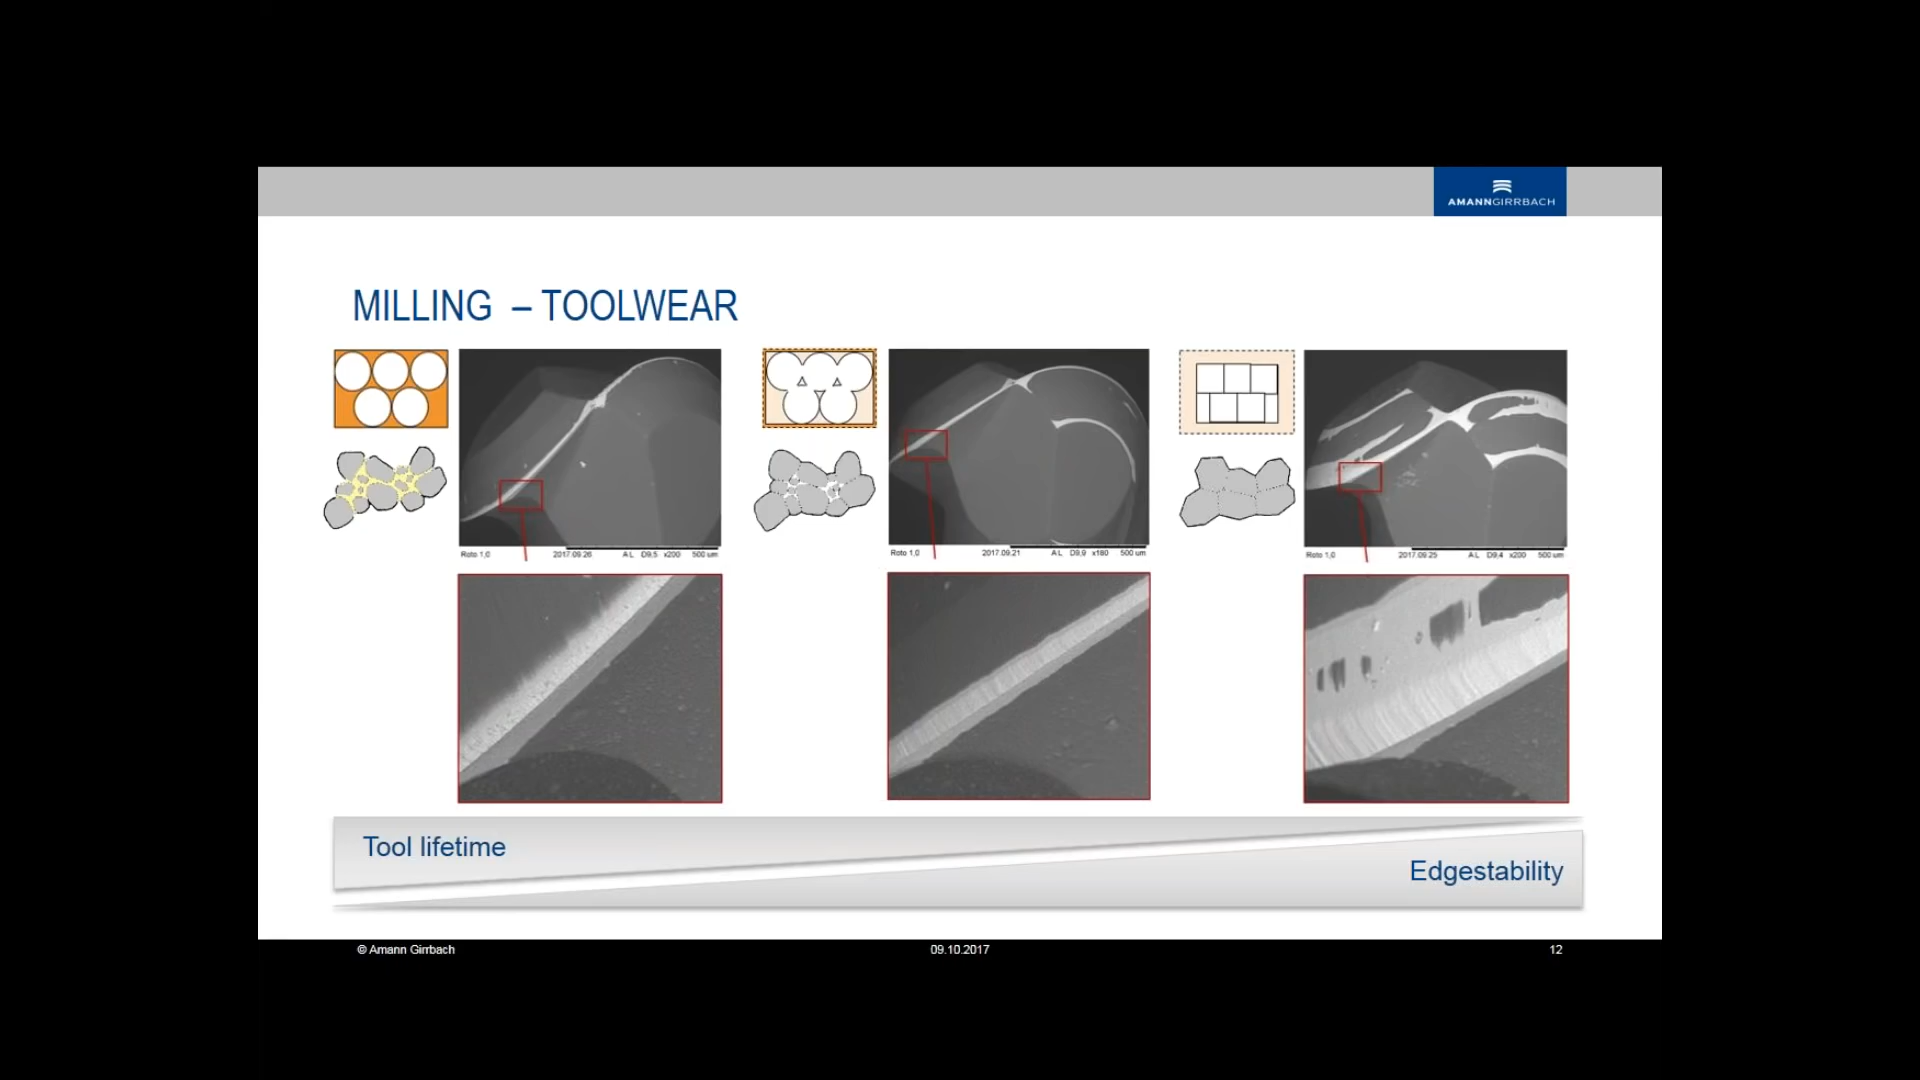 AMANNGIRRBACH
MILLING – TOOLWEAR
Roto 1,0 2017.09.26 AL D9,5 x200 500 um
Roto 1,0 2017.09.21 AL D9,9 x180 500 um
Roto 1,0 2017.09.25 AL D9,4 x200 500 um
Tool lifetime
Edgestability
© Amann Girrbach 09.10.2017 12